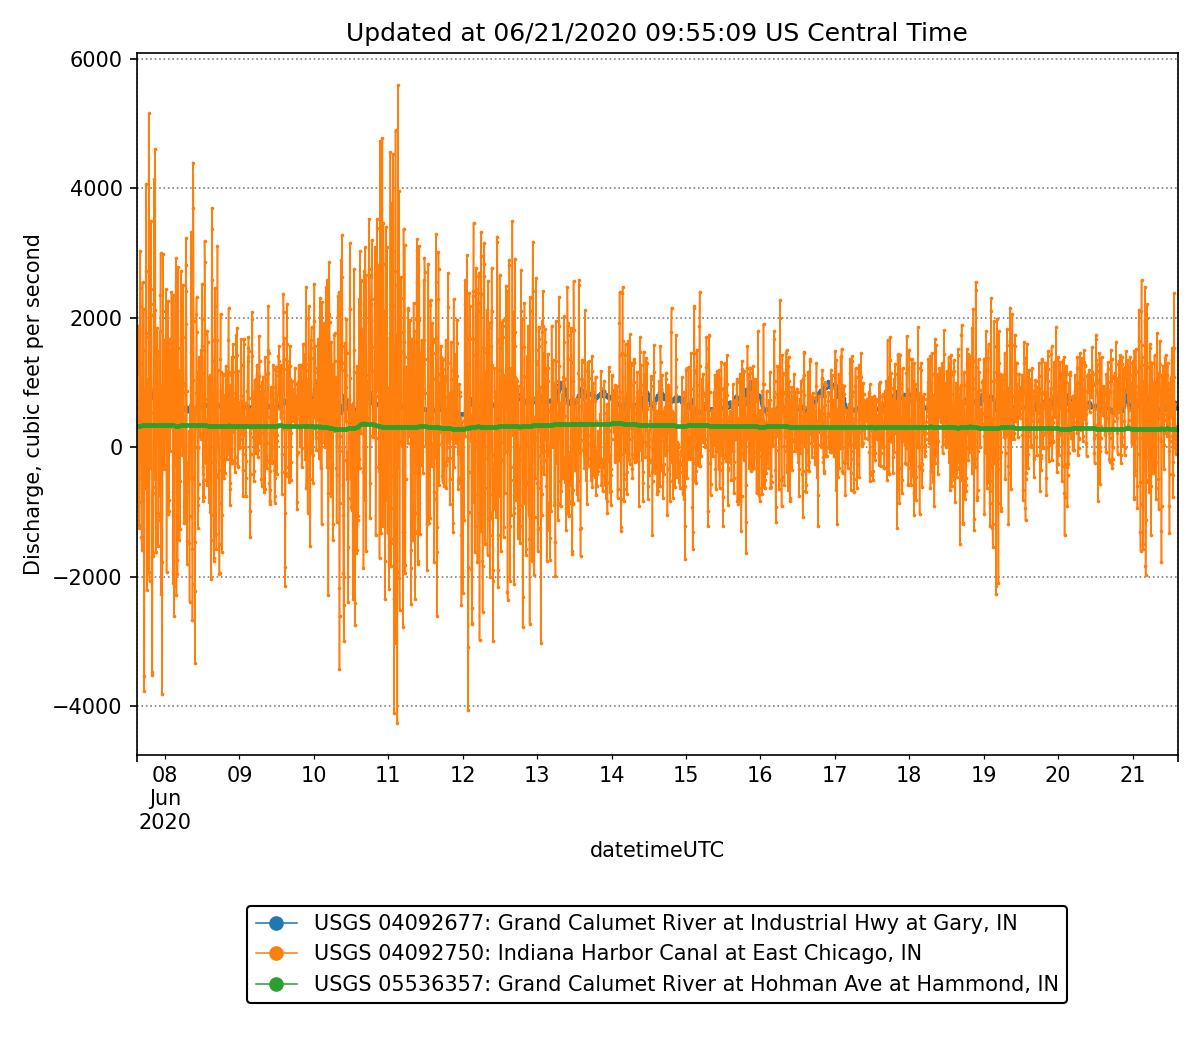 Updated at 06/21/2020 09:55:09 US Central Time
Discharge, cubic feet per second
6000
4000
2000
0
−2000
−4000
08 09 10 11 12 13 14 15 16 17 18 19 20 21
Jun
2020
datetimeUTC
USGS 04092677: Grand Calumet River at Industrial Hwy at Gary, IN
USGS 04092750: Indiana Harbor Canal at East Chicago, IN
USGS 05536357: Grand Calumet River at Hohman Ave at Hammond, IN